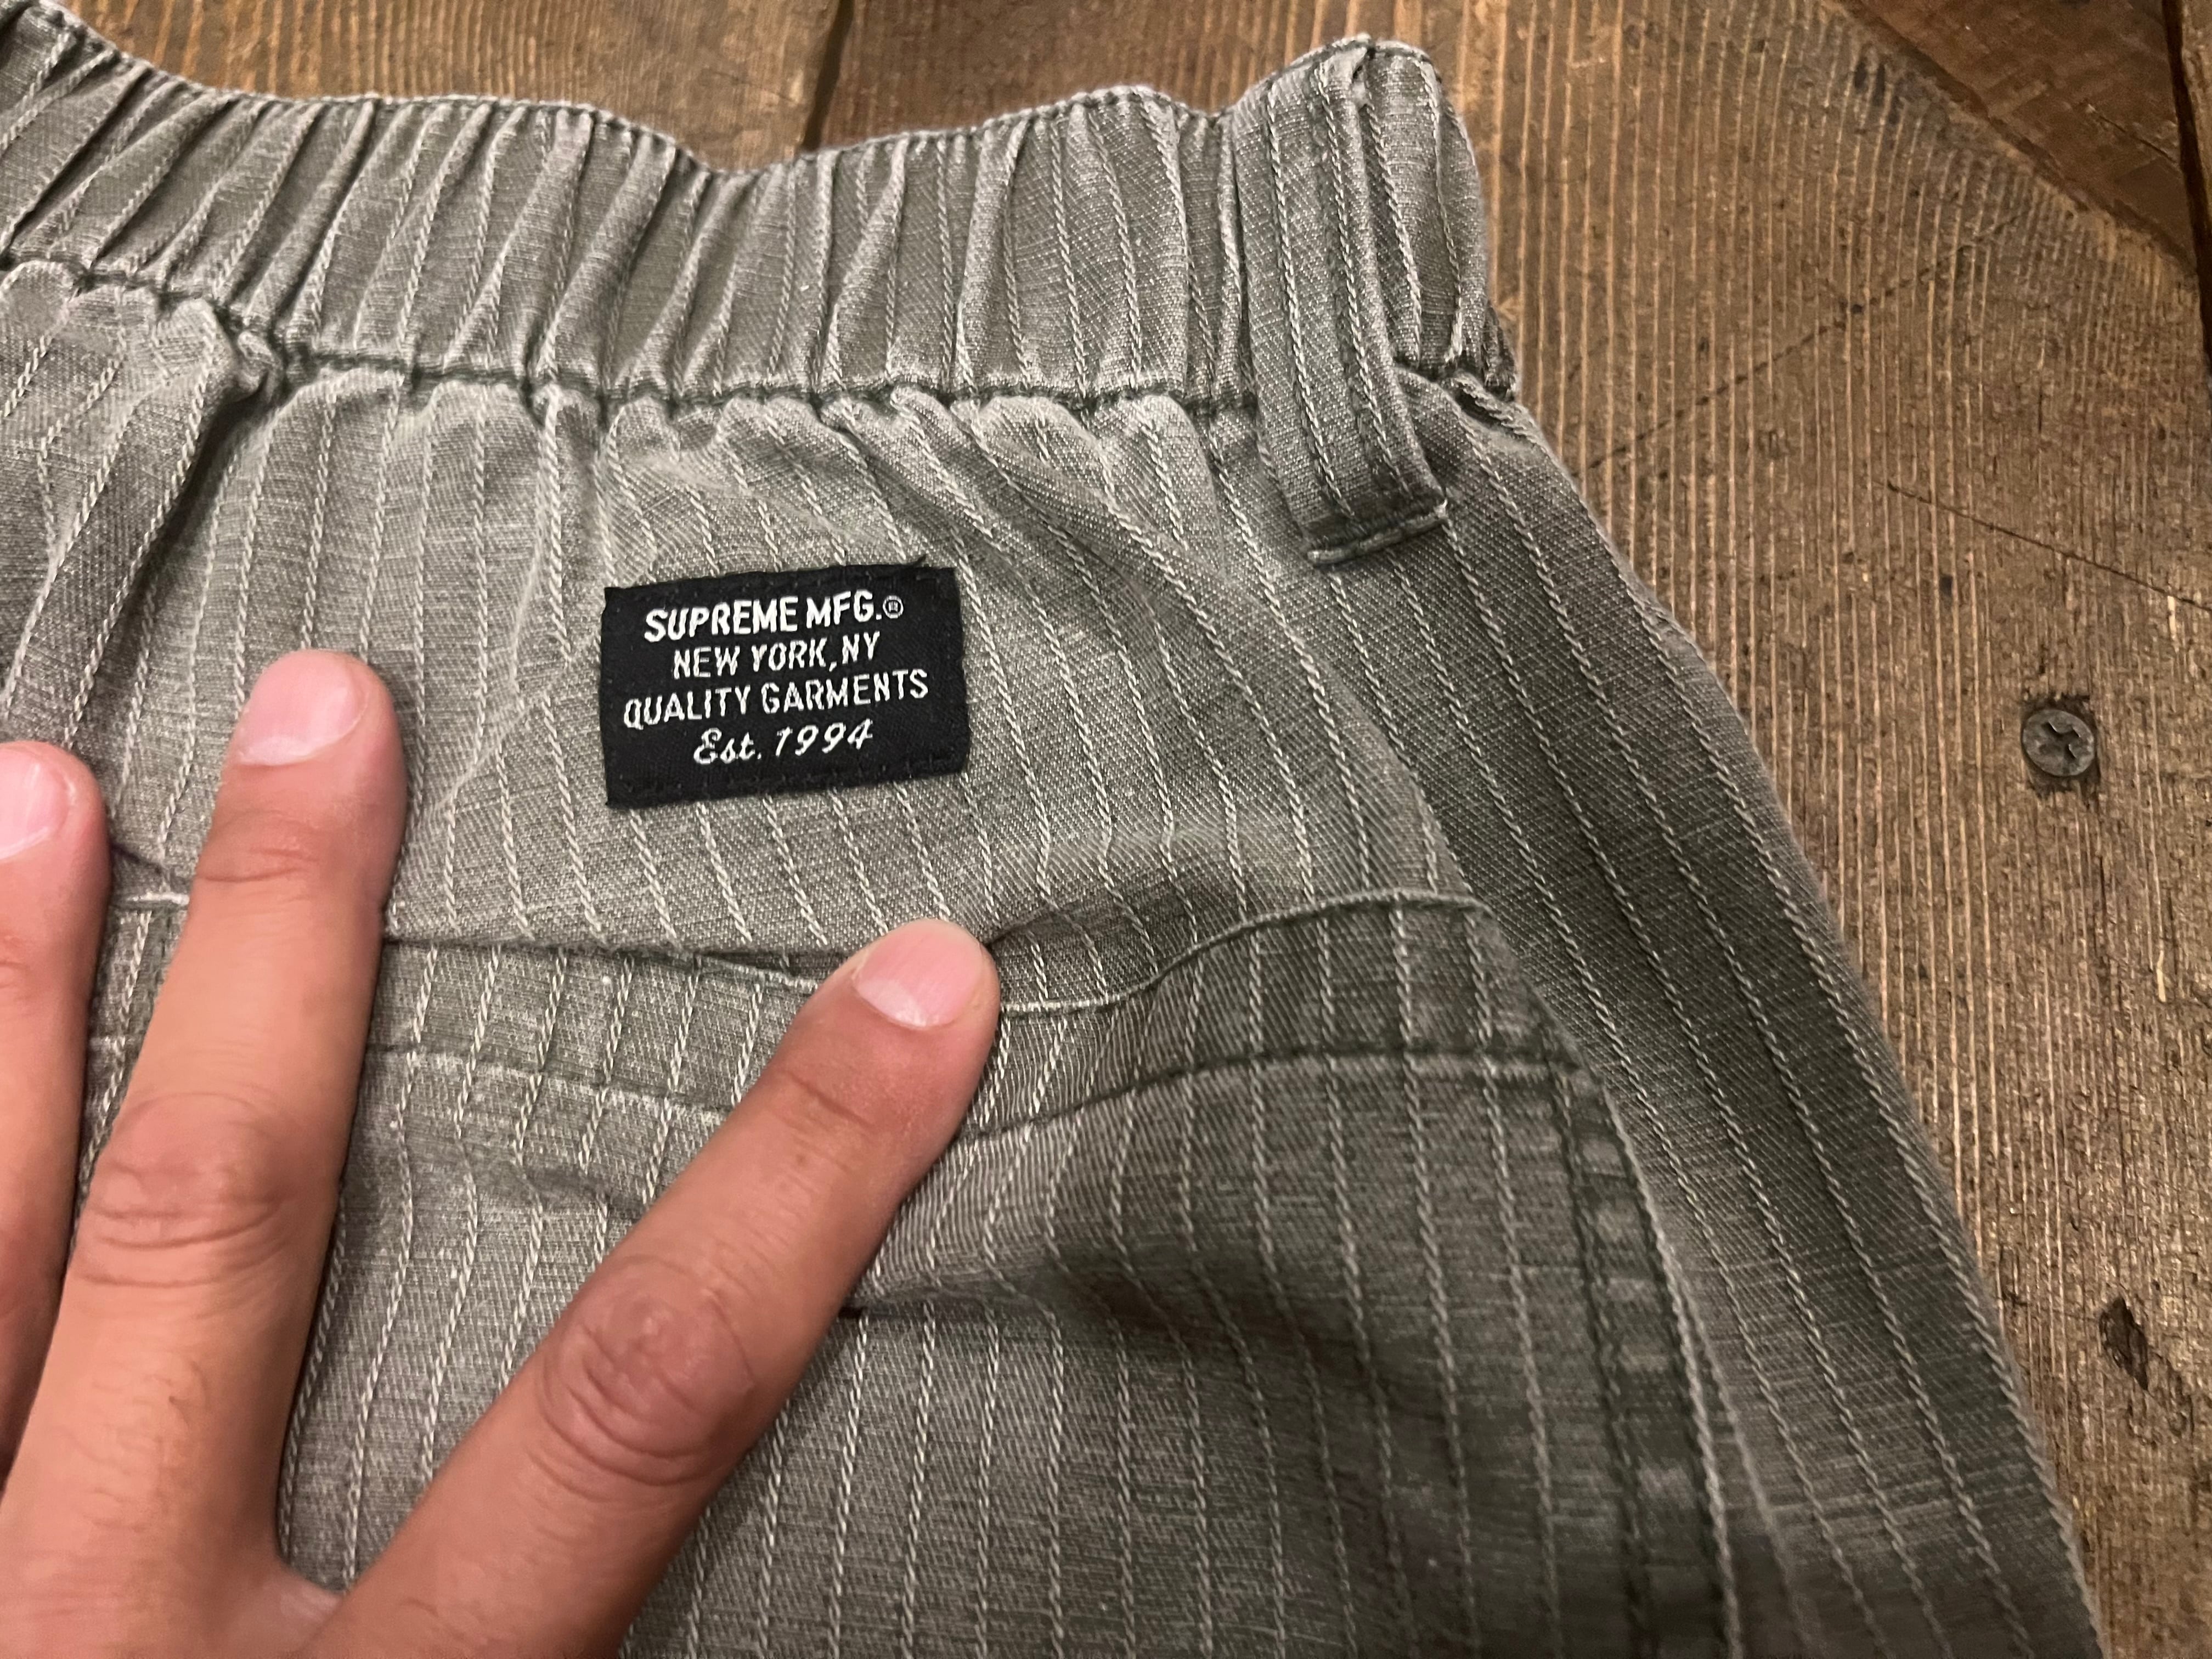 SUPREME MFG.®
NEW YORK, NY
QUALITY GARMENTS
Est. 1994